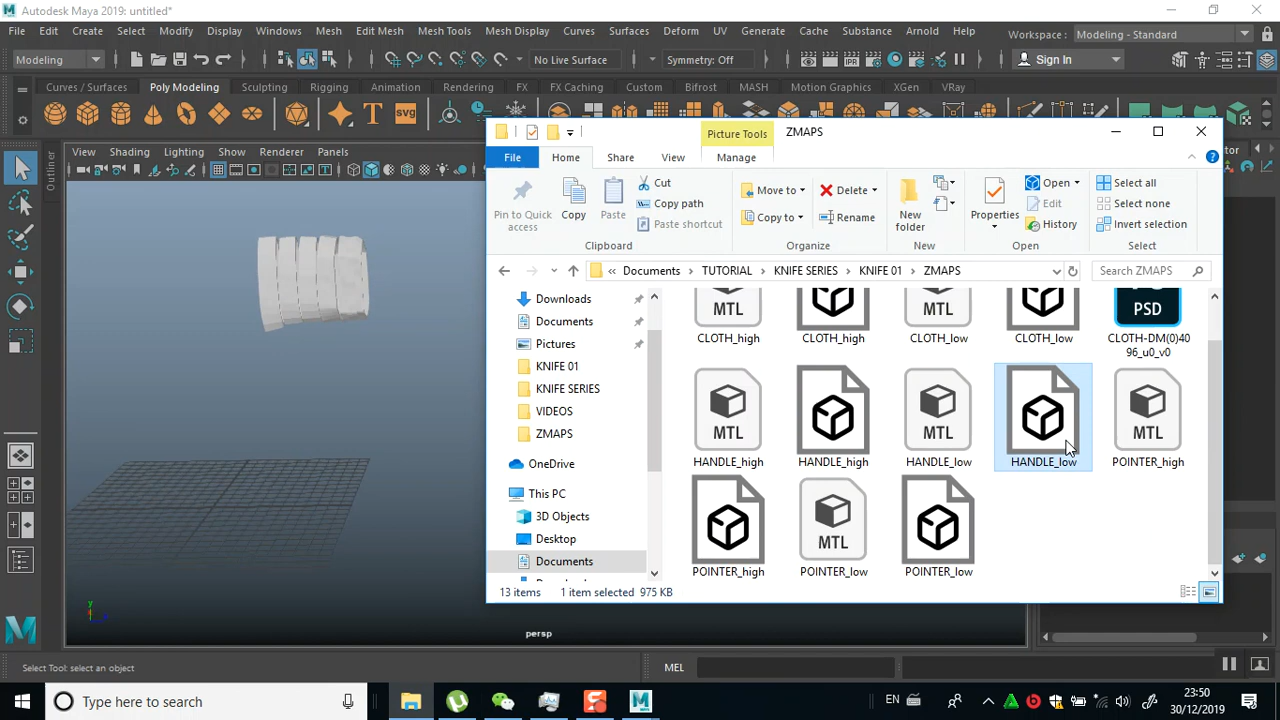 Autodesk Maya 2019: untitled*
File Edit Create Select Modify Display Windows Mesh Edit Mesh Mesh Tools Mesh Display Curves Surfaces Deform UV Generate Cache Substance Arnold Help
Workspace : Modeling - Standard
Modeling
No Live Surface
Symmetry: Off
Sign In
Curves / Surfaces Poly Modeling Sculpting Rigging Animation Rendering FX FX Caching Custom Bifrost MASH Motion Graphics XGen VRay
T
SVG
View Shading Lighting Show Renderer Panels
Outliner
Picture Tools
ZMAPS
File Home Share View Manage
Pin to Quick
access
Copy
Paste
Cut
Copy path
Paste shortcut
Clipboard
Move to
Copy to
Delete
Rename
Organize
New
folder
New
Properties
Open
Edit
History
Open
Select all
Select none
Invert selection
Select
« Documents › TUTORIAL › KNIFE SERIES › KNIFE 01 › ZMAPS
Search ZMAPS
Downloads
Documents
Pictures
KNIFE 01
KNIFE SERIES
VIDEOS
ZMAPS
OneDrive
This PC
3D Objects
Desktop
Documents
MTL
MTL
PSD
CLOTH_high
CLOTH_high
CLOTH_low
CLOTH_low
CLOTH-DM(0)40
96_u0_v0
MTL
MTL
MTL
HANDLE_high
HANDLE_high
HANDLE_low
HANDLE_low
POINTER_high
MTL
POINTER_high
POINTER_low
POINTER_low
13 items 1 item selected 975 KB
y
persp
Select Tool: select an object
MEL
Type here to search
EN
23:50
30/12/2019